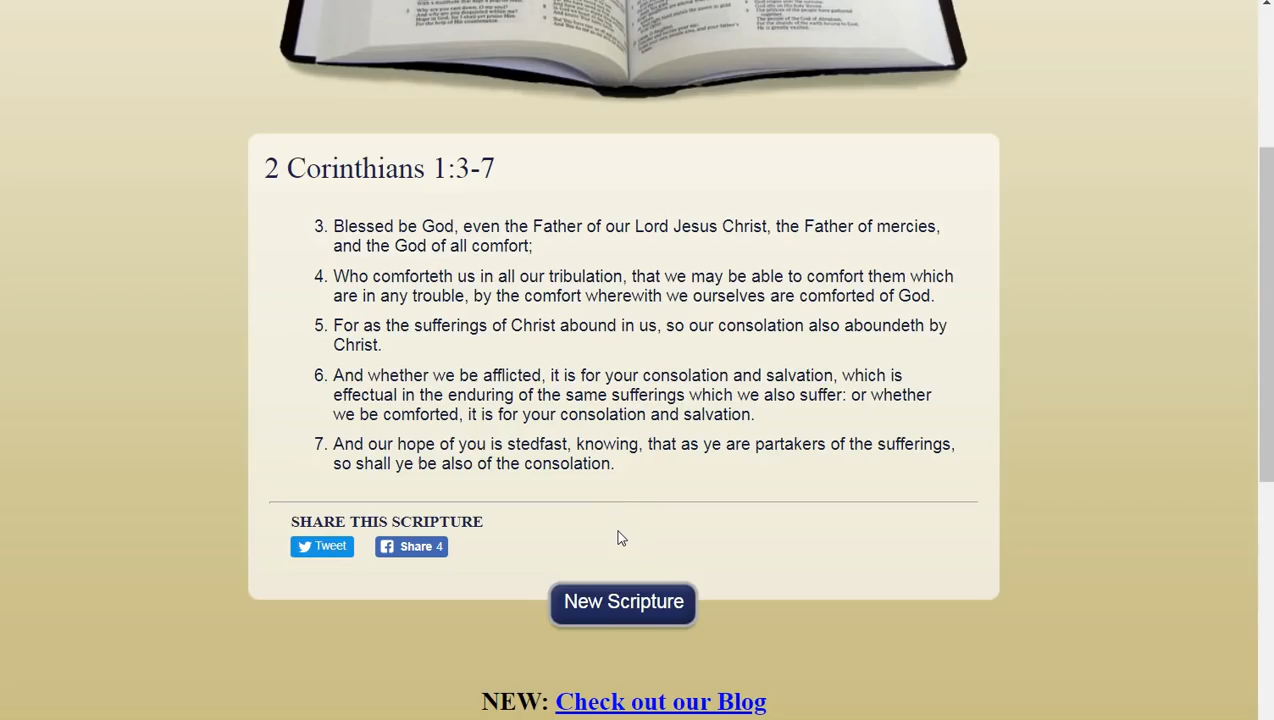 2 Corinthians 1:3-7
3. Blessed be God, even the Father of our Lord Jesus Christ, the Father of mercies,
and the God of all comfort;
4. Who comforteth us in all our tribulation, that we may be able to comfort them which
are in any trouble, by the comfort wherewith we ourselves are comforted of God.
5. For as the sufferings of Christ abound in us, so our consolation also aboundeth by
Christ.
6. And whether we be afflicted, it is for your consolation and salvation, which is
effectual in the enduring of the same sufferings which we also suffer: or whether
we be comforted, it is for your consolation and salvation.
7. And our hope of you is stedfast, knowing, that as ye are partakers of the sufferings,
so shall ye be also of the consolation.
SHARE THIS SCRIPTURE
Tweet
Share 4
New Scripture
NEW: Check out our Blog